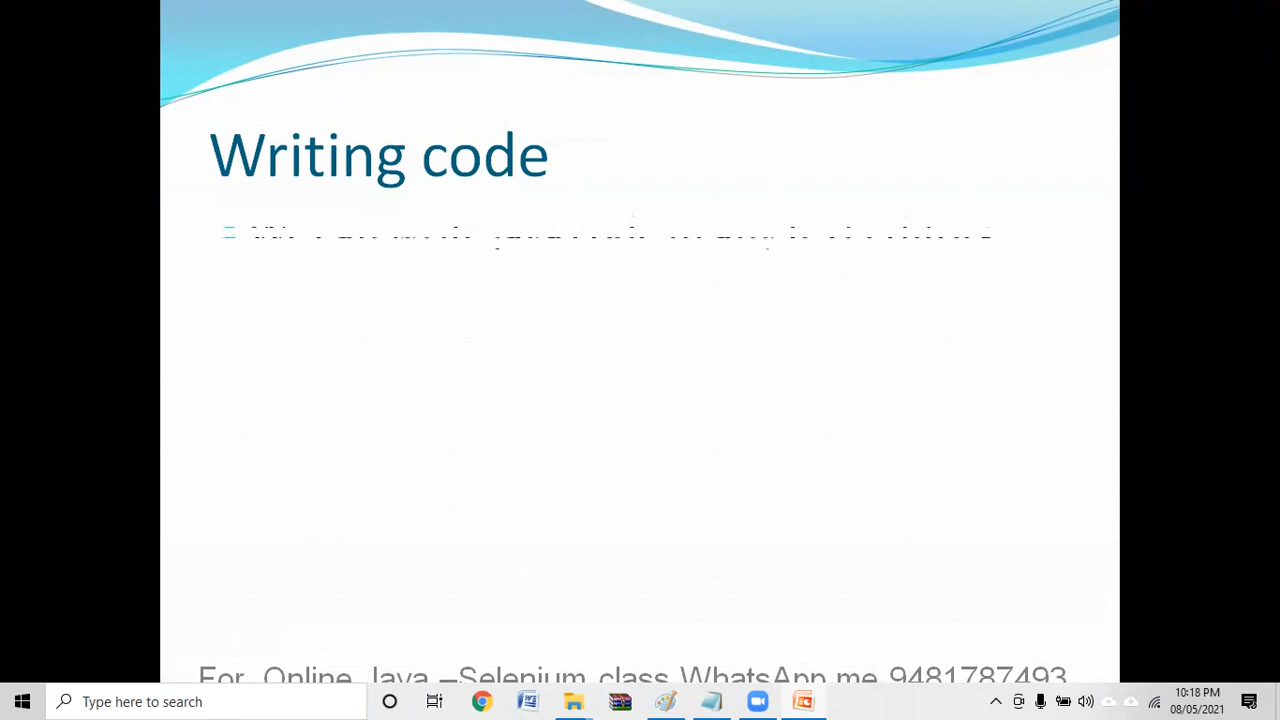 Writing code
For Online Java –Selenium class WhatsApp me 9481787493
Type here to search
10:18 PM
08/05/2021